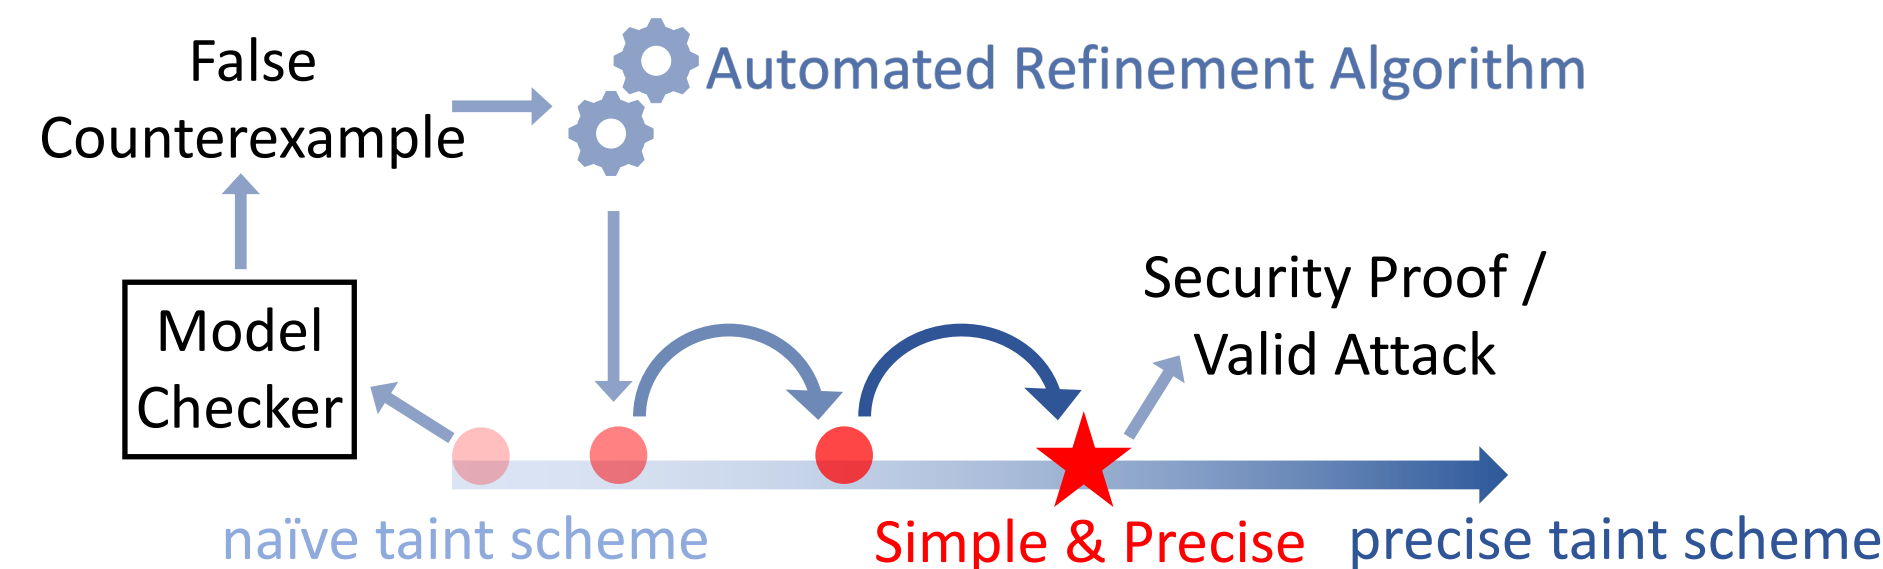 False
Counterexample
Automated Refinement Algorithm
Model
Checker
Security Proof /
Valid Attack
naïve taint scheme
Simple & Precise
precise taint scheme